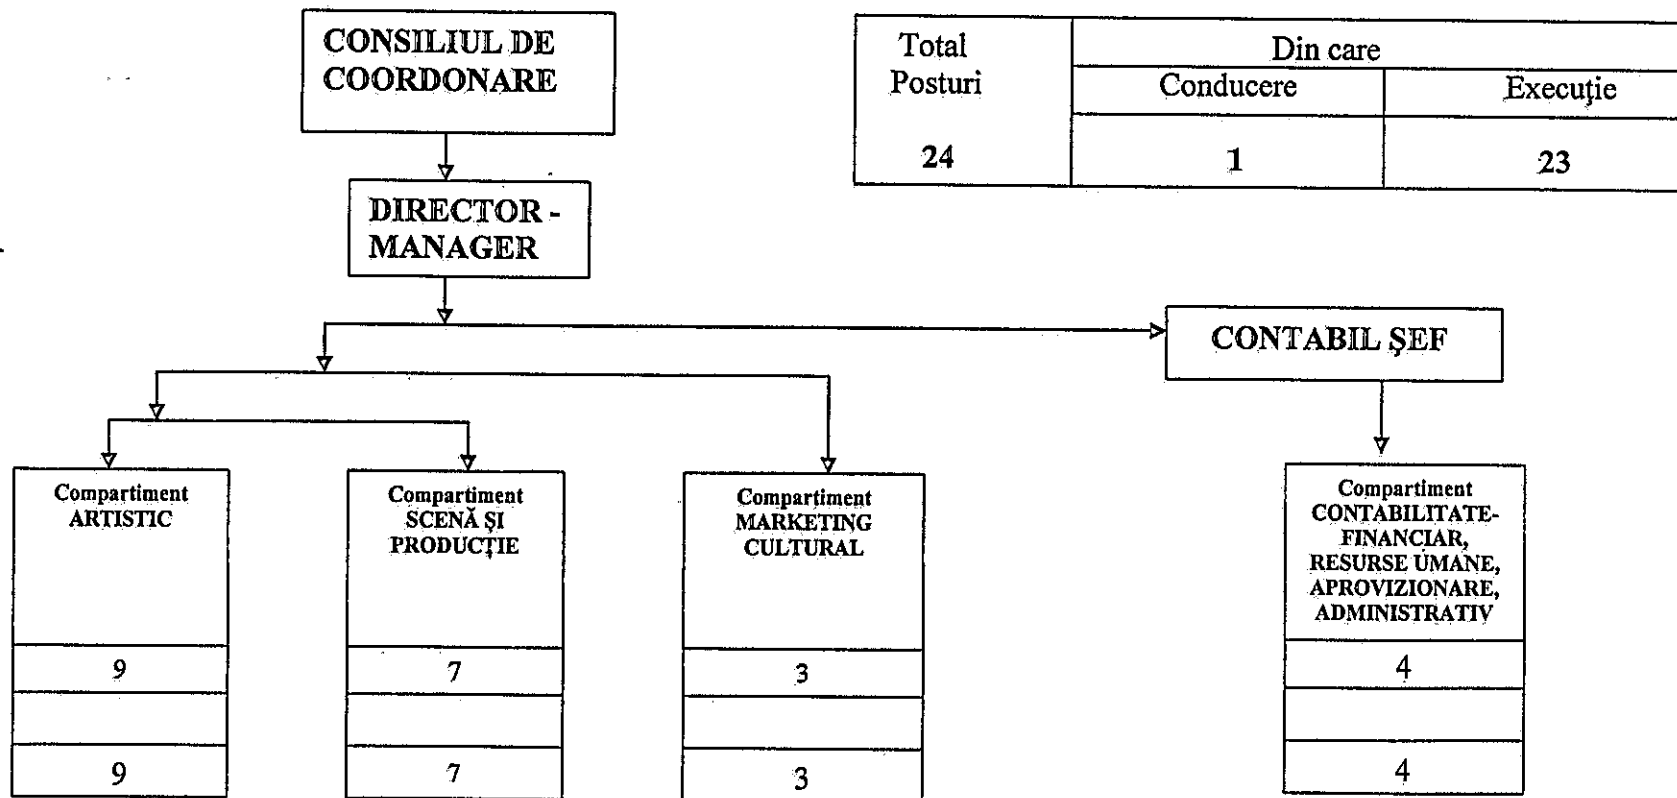 CONSILIUL DE
COORDONARE
Total
Posturi
24
Din care
Conducere
Execuţie
1
23
DIRECTOR -
MANAGER
CONTABIL ŞEF
Compartiment
ARTISTIC
9
9
Compartiment
SCENĂ ŞI
PRODUCŢIE
7
7
Compartiment
MARKETING
CULTURAL
3
3
Compartiment
CONTABILITATE-
FINANCIAR,
RESURSE UMANE,
APROVIZIONARE,
ADMINISTRATIV
4
4